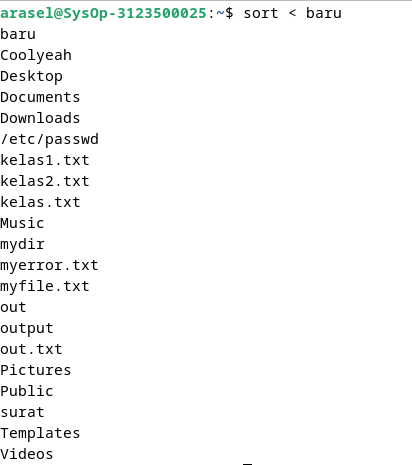 arasel@SysOp-3123500025:~$ sort < baru
baru
Coolyeah
Desktop
Documents
Downloads
/etc/passwd
kelas1.txt
kelas2.txt
kelas.txt
Music
mydir
myerror.txt
myfile.txt
out
output
out.txt
Pictures
Public
surat
Templates
Videos